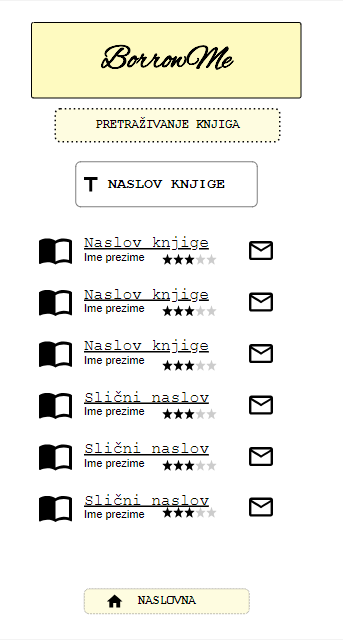 BorrowMe
PRETRAŽIVANJE KNJIGA
NASLOV KNJIGE
Naslov knjige
Ime prezime
Naslov knjige
Ime prezime
Naslov knjige
Ime prezime
Slični naslov
Ime prezime
Slični naslov
Ime prezime
Slični naslov
Ime prezime
NASLOVNA